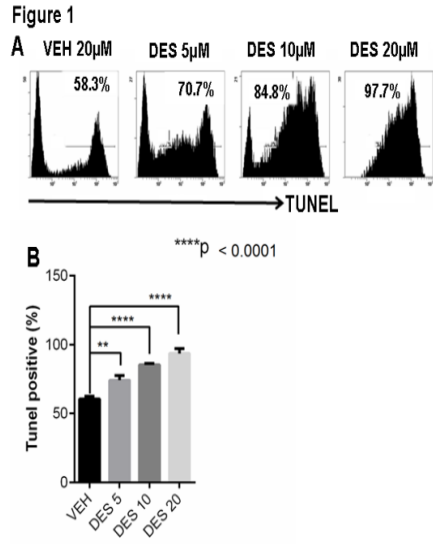 Figure 1
A
VEH 20µM DES 5µM DES 10µM DES 20µM
58.3% 70.7% 84.8% 97.7%
TUNEL
B
****p < 0.0001
150
100
50
0
Tunel positive (%)
****
****
**
VEH DES 5 DES 10 DES 20